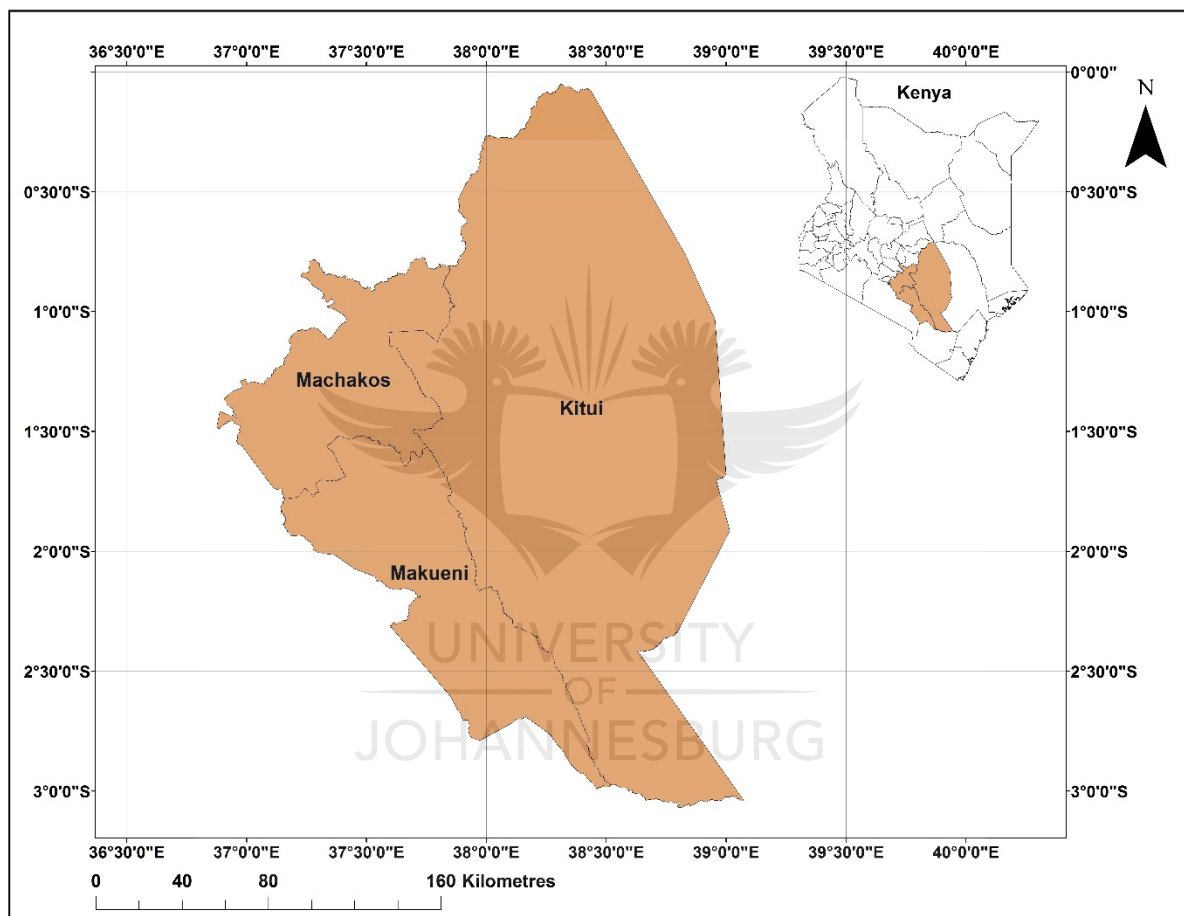 36°30'0"E 37°0'0"E 37°30'0"E 38°0'0"E 38°30'0"E 39°0'0"E 39°30'0"E 40°0'0"E
0°0'0"
Kenya
N
0°30'0"S 0°30'0"S
1°0'0"S 1°0'0"S
Machakos
Kitui
1°30'0"S 1°30'0"S
2°0'0"S 2°0'0"S
Makueni
UNIVERSITY
2°30'0"S 2°30'0"S
OF
JOHANNESBURG
3°0'0"S 3°0'0"S
36°30'0"E 37°0'0"E 37°30'0"E 38°0'0"E 38°30'0"E 39°0'0"E 39°30'0"E 40°0'0"E
0 40 80 160 Kilometres